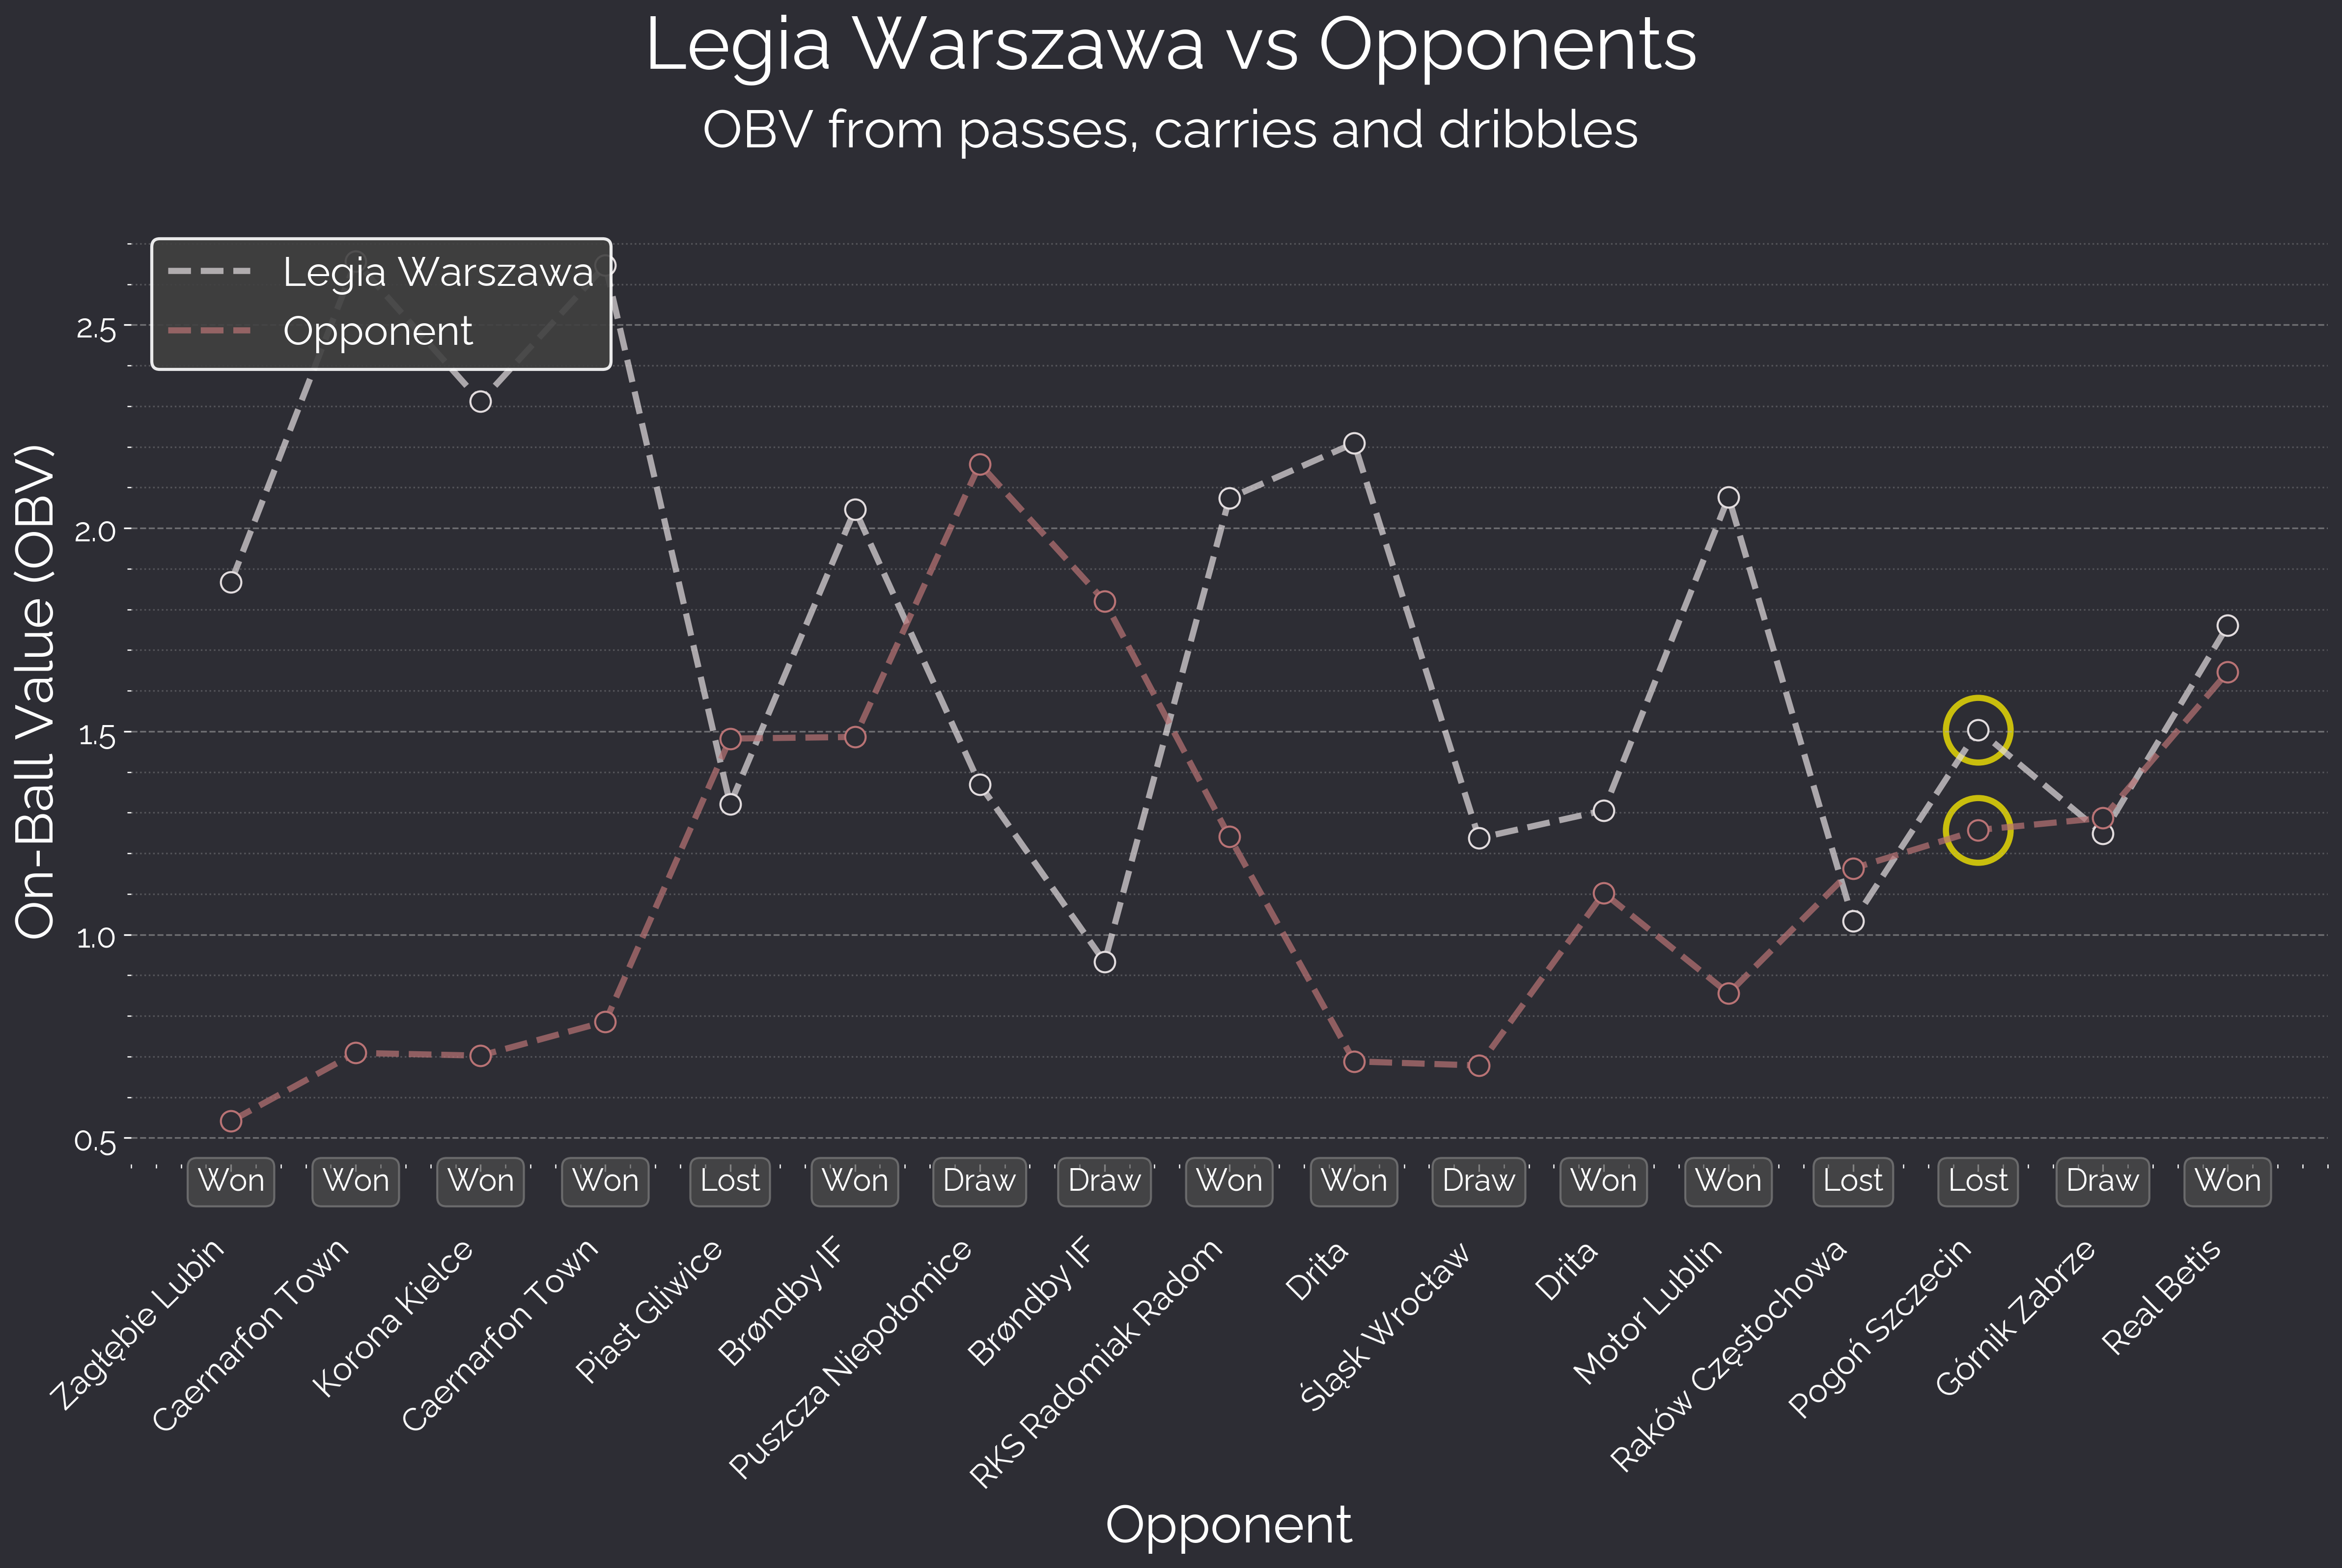 Legia Warszawa vs Opponents
OBV from passes, carries and dribbles
Legia Warszawa
Opponent
On-Ball Value (OBV)
2.5
2.0
1.5
1.0
0.5
Won Won Won Won Lost Won Draw Draw Won Won Draw Won Won Lost Lost Draw Won
Zagłębie Lubin
Caernarfon Town
Korona Kielce
Caernarfon Town
Piast Gliwice
Brøndby IF
Puszcza Niepołomice
Brøndby IF
RKS Radomiak Radom
Drita
Śląsk Wrocław
Drita
Motor Lublin
Raków Częstochowa
Pogoń Szczecin
Górnik Zabrze
Real Betis
Opponent